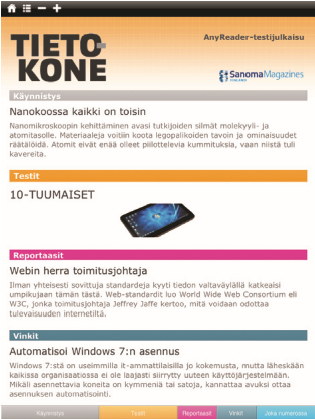 TIETO-
KONE
AnyReader-testijulkaisu
SanomaMagazines
FINLAND
Käynnistys
Nanokoossa kaikki on toisin
Nanomikroskoopin kehittäminen avasi tutkijoiden silmät molekyyli- ja
atomitasolle. Materiaaleja voitiin koota legopalikoiden tavoin ja ominaisuudet
räätälöidä. Atomit eivät enää olleet piilottelevia kummituksia, vaan niistä tuli
kavereita.
Testit
10-TUUMAISET
Reportaasit
Webin herra toimitusjohtaja
Ilman yhteisesti sovittuja standardeja kyyti tiedon valtaväylällä katkeaisi
umpikujaan tämän tästä. Web-standardit luo World Wide Web Consortium eli
W3C, jonka toimitusjohtaja Jeffrey Jaffe kertoo, mitä voidaan odottaa
tulevaisuuden internetiltä.
Vinkit
Automatisoi Windows 7:n asennus
Windows 7:stä on useimmilla it-ammattilaisilla jo kokemusta, mutta läheskään
kaikissa organisaatiossa ei ole laajasti siirrytty uuteen käyttöjärjestelmään.
Mikäli asennettavia koneita on kymmeniä tai satoja, kannattaa avuksi ottaa
asennuksen automatisointi.
Käynnistys Testit Reportaasit Vinkit Joka numerossa